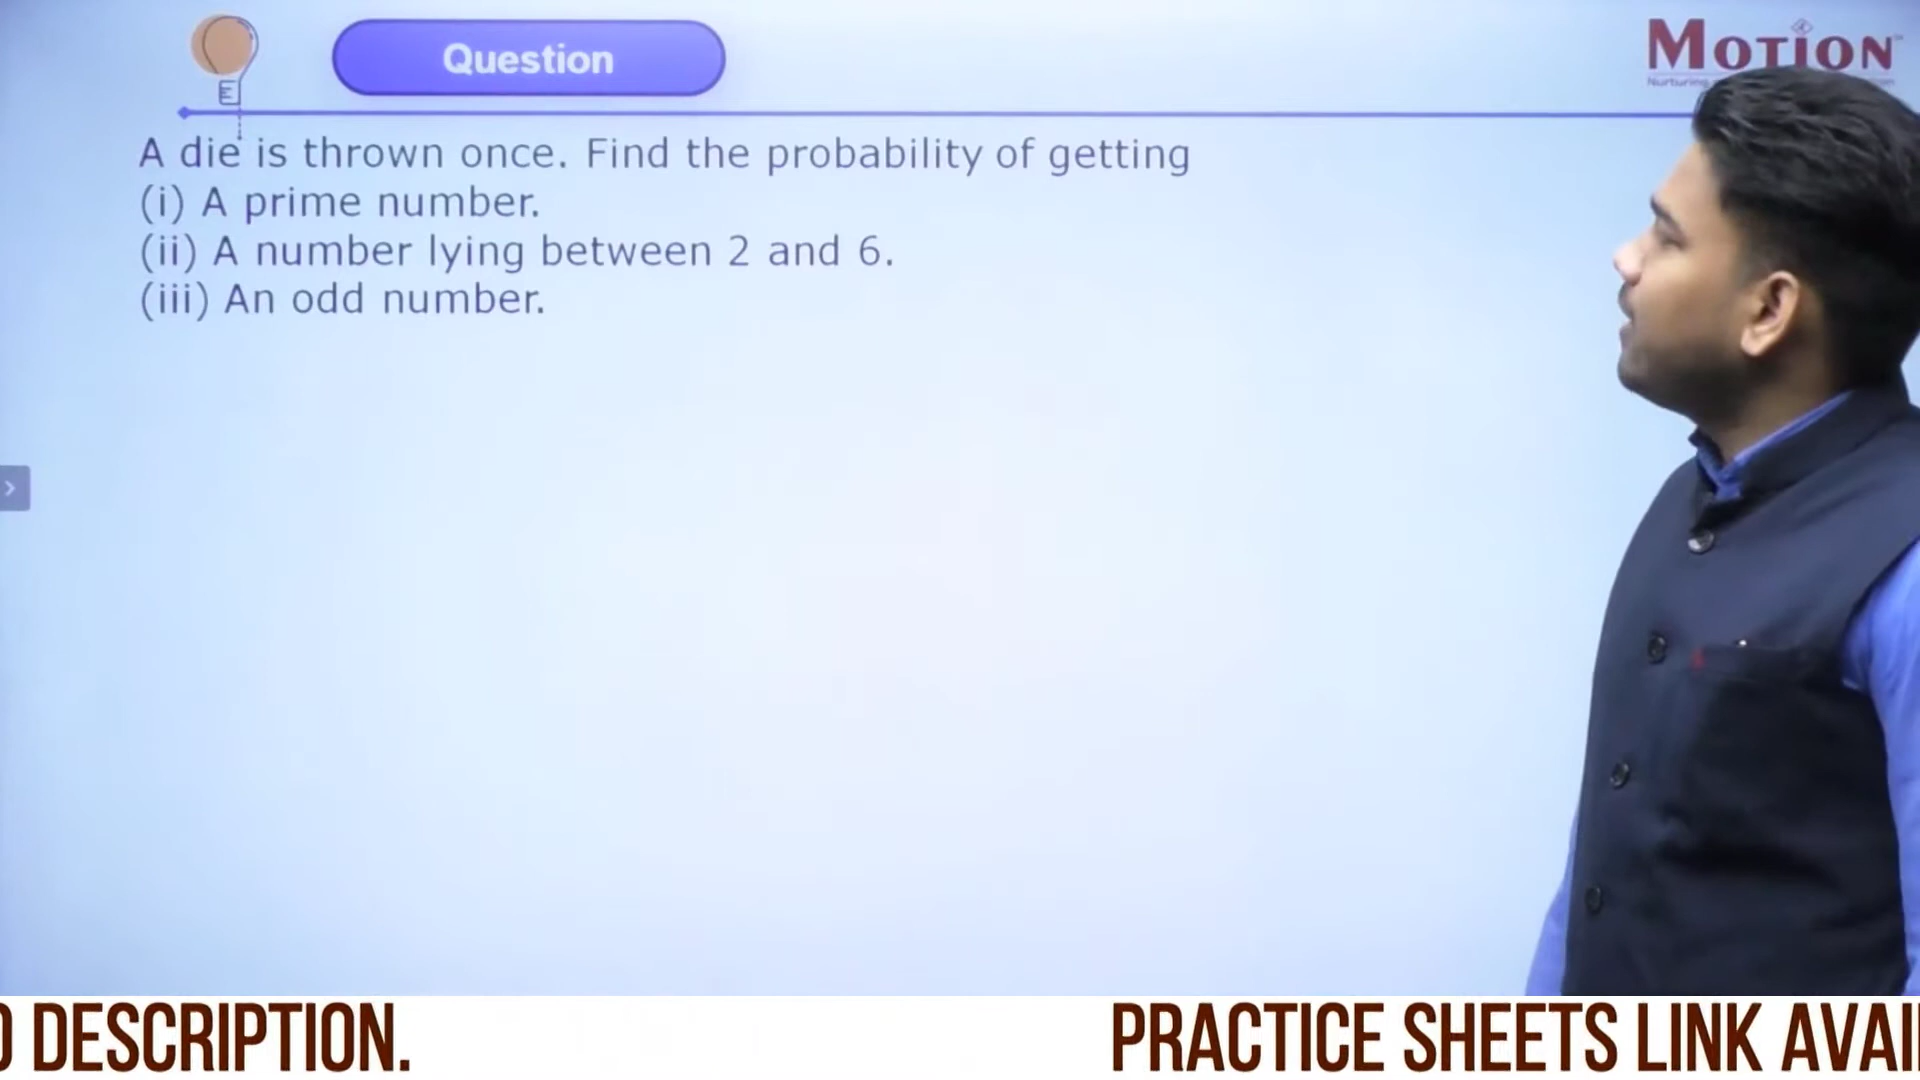 Question
MOTION
Nurturing
A die is thrown once. Find the probability of getting
(i) A prime number.
(ii) A number lying between 2 and 6.
(iii) An odd number.
DESCRIPTION.
PRACTICE SHEETS LINK AVAI